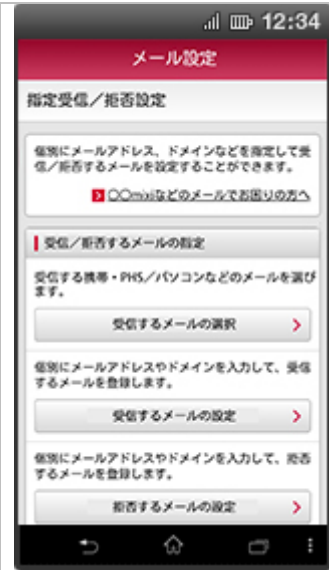 12:34
メール設定
指定受信／拒否設定
個別にメールアドレス、ドメインなどを指定して受
信／拒否するメールを設定することができます。
○○mixiなどのメールでお困りの方へ
受信／拒否するメールの指定
受信する携帯・PHS／パソコンなどのメールを選び
ます。
受信するメールの選択
個別にメールアドレスやドメインを入力して、受信
するメールを登録します。
受信するメールの設定
個別にメールアドレスやドメインを入力して、拒否
するメールを登録します。
拒否するメールの設定